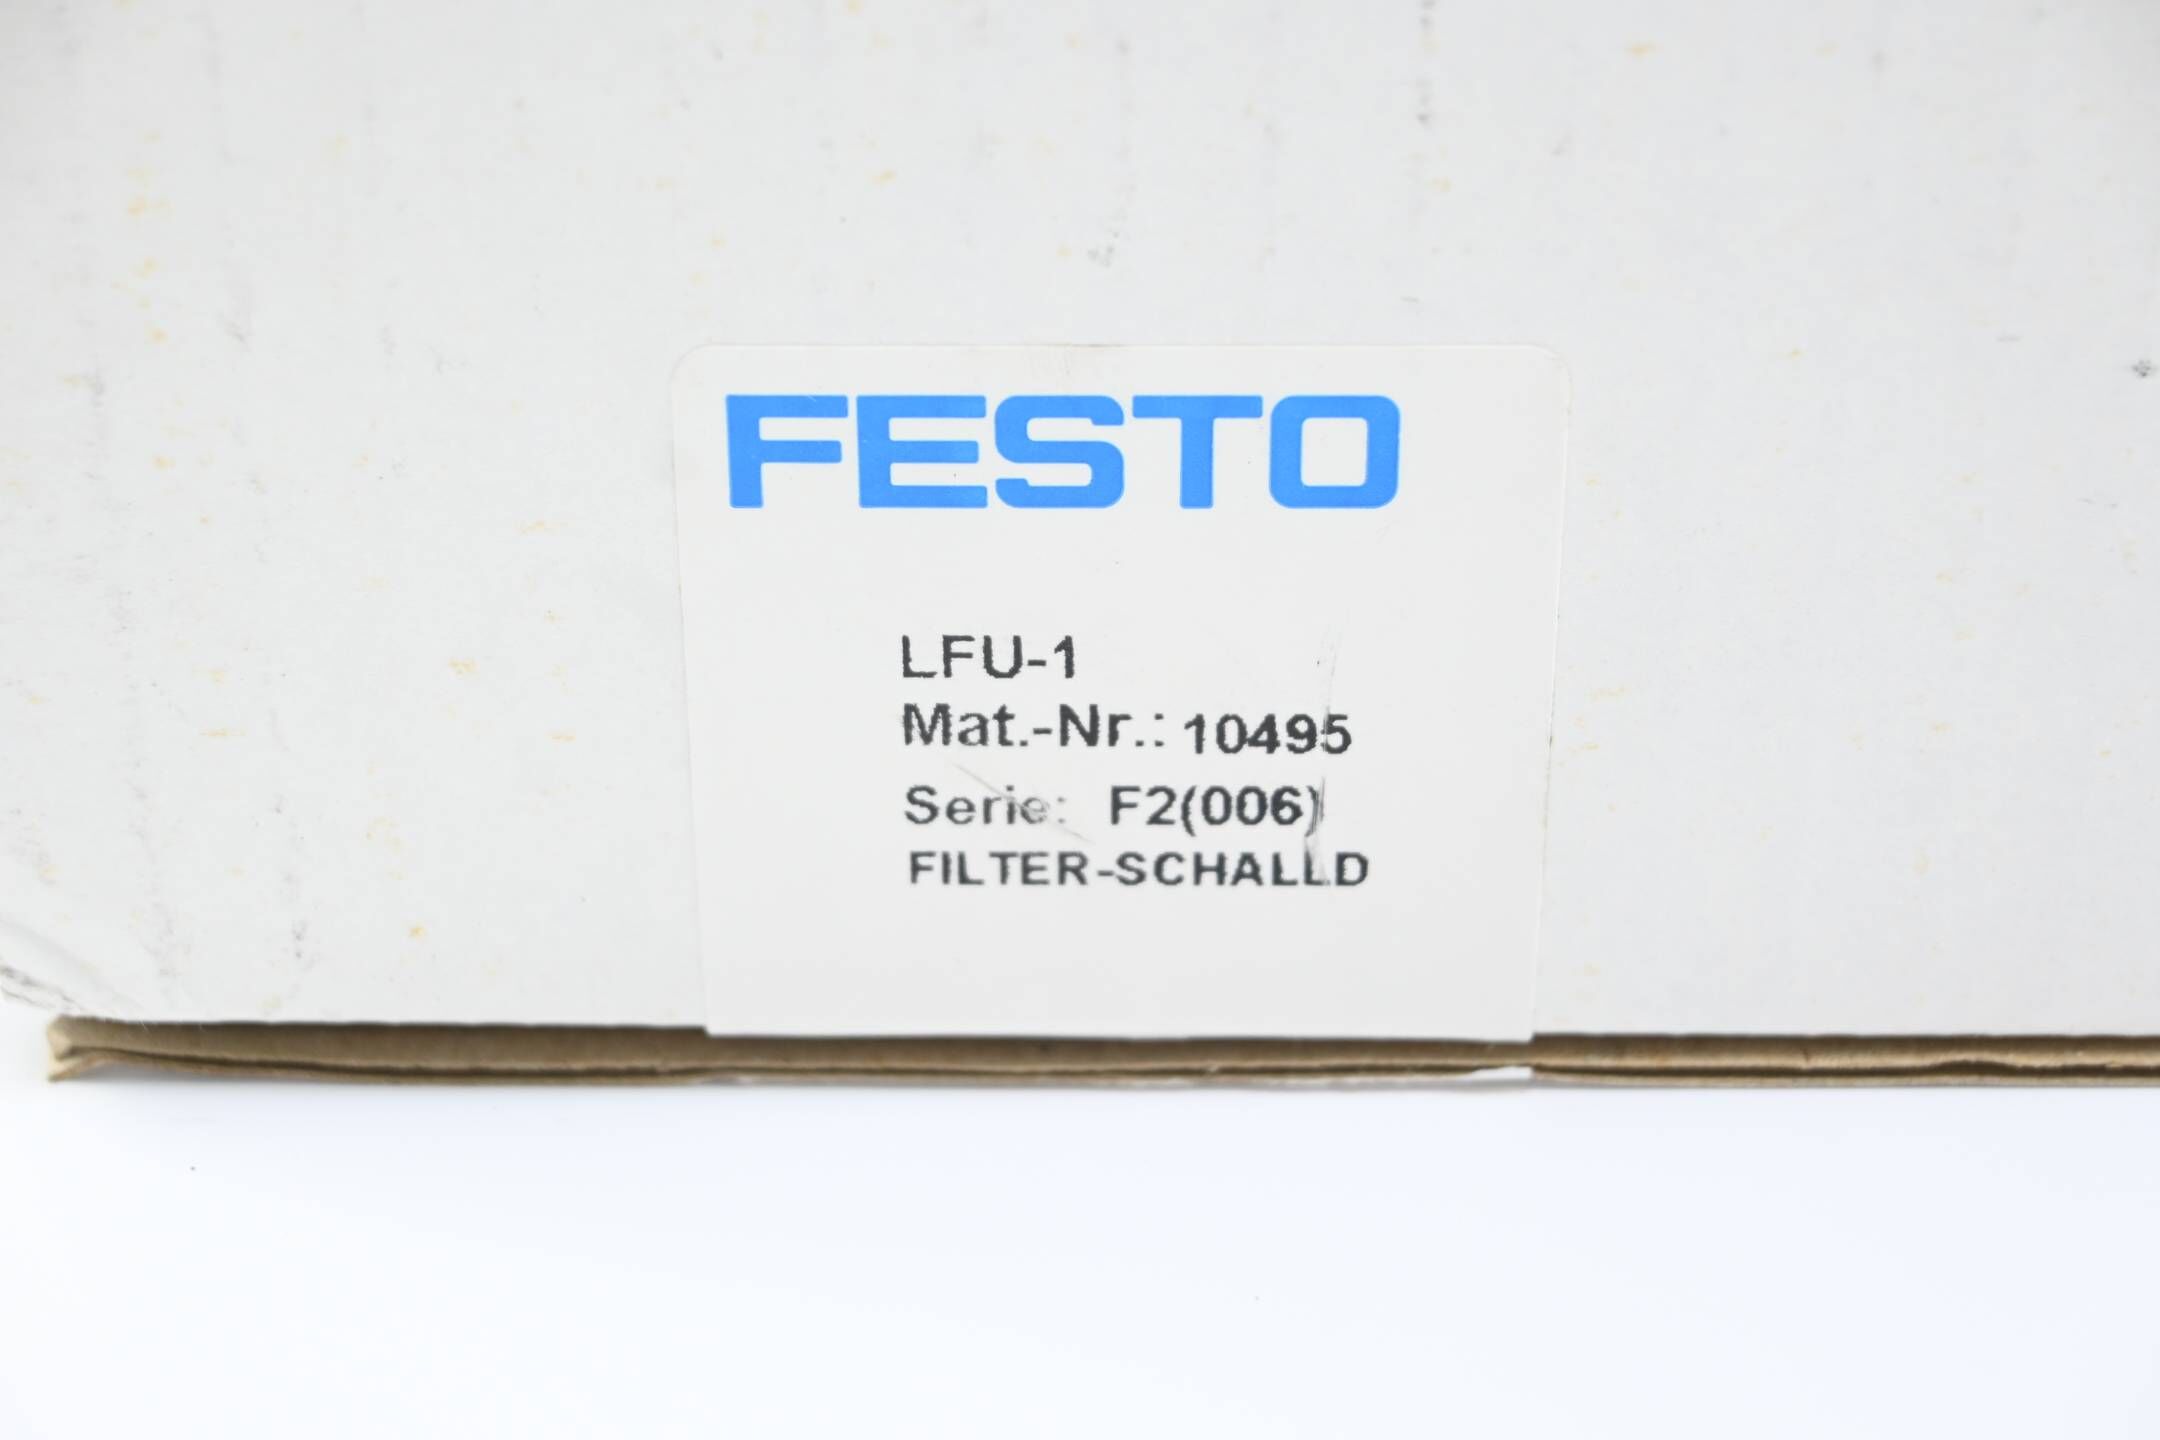 FESTO
LFU-1
Mat.-Nr.: 10495
Serie: F2(006)
FILTER-SCHALLD